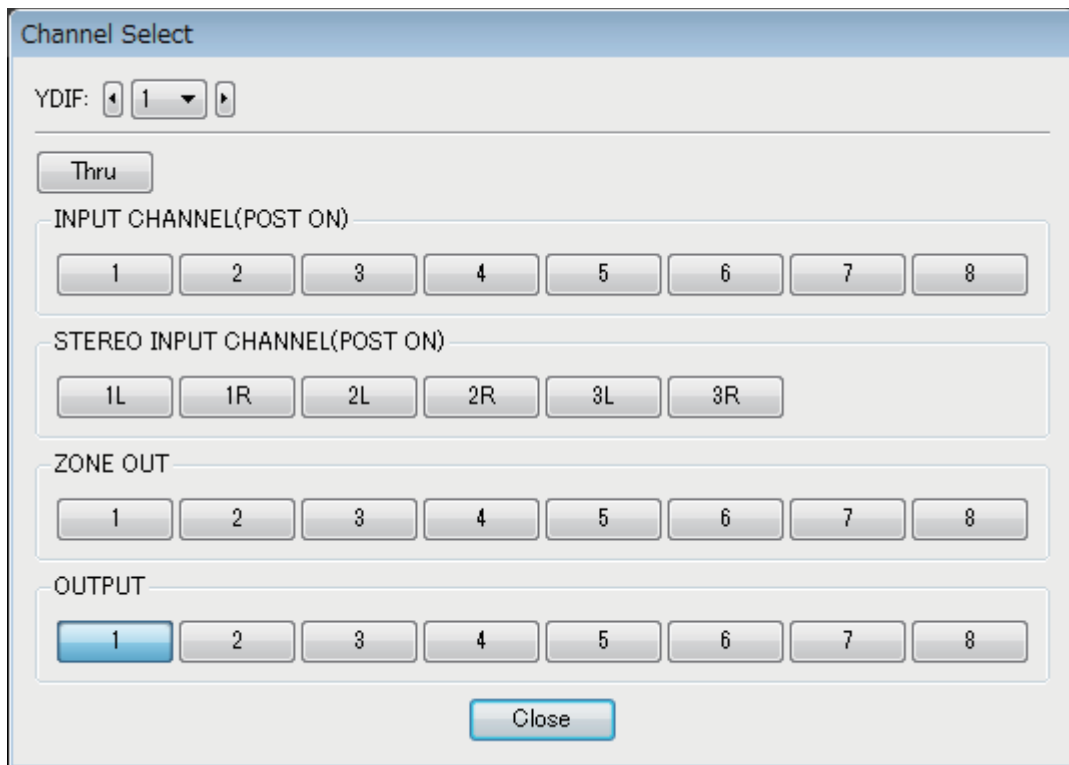 Channel Select
YDIF: 1
Thru
INPUT CHANNEL(POST ON)
1 2 3 4 5 6 7 8
STEREO INPUT CHANNEL(POST ON)
1L 1R 2L 2R 3L 3R
ZONE OUT
1 2 3 4 5 6 7 8
OUTPUT
1 2 3 4 5 6 7 8
Close